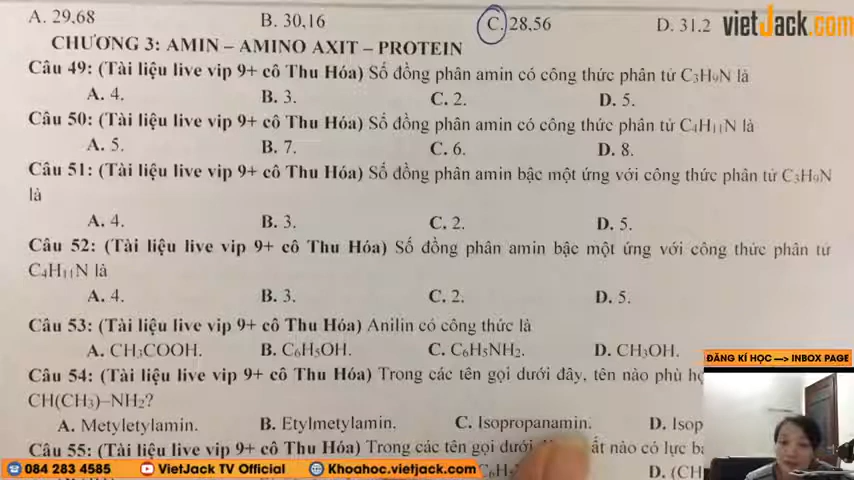 A. 29,68 B. 30,16 C. 28,56 D. 31,2 vietJack.com
CHƯƠNG 3: AMIN – AMINO AXIT – PROTEIN
Câu 49: (Tài liệu live vip 9+ cô Thu Hóa) Số đồng phân amin có công thức phân tử C₃H₉N là
A. 4. B. 3. C. 2. D. 5.
Câu 50: (Tài liệu live vip 9+ cô Thu Hóa) Số đồng phân amin có công thức phân tử C₄H₁₁N là
A. 5. B. 7. C. 6. D. 8.
Câu 51: (Tài liệu live vip 9+ cô Thu Hóa) Số đồng phân amin bậc một ứng với công thức phân tử C₃H₉N
là
A. 4. B. 3. C. 2. D. 5.
Câu 52: (Tài liệu live vip 9+ cô Thu Hóa) Số đồng phân amin bậc một ứng với công thức phân tử
C₄H₁₁N là
A. 4. B. 3. C. 2. D. 5.
Câu 53: (Tài liệu live vip 9+ cô Thu Hóa) Anilin có công thức là
A. CH₃COOH. B. C₆H₅OH. C. C₆H₅NH₂. D. CH₃OH.
ĐĂNG KÍ HỌC —> INBOX PAGE
Câu 54: (Tài liệu live vip 9+ cô Thu Hóa) Trong các tên gọi dưới đây, tên nào phù
CH(CH₃)–NH₂?
A. Metyletylamin. B. Etylmetylamin. C. Isopropanamin. D. Isop
Câu 55: (Tài liệu live vip 9+ cô Thu Hóa) Trong các tên gọi dưới nào có lực
084 283 4585 VietJack TV Official Khoahoc.vietjack.com D. (CH